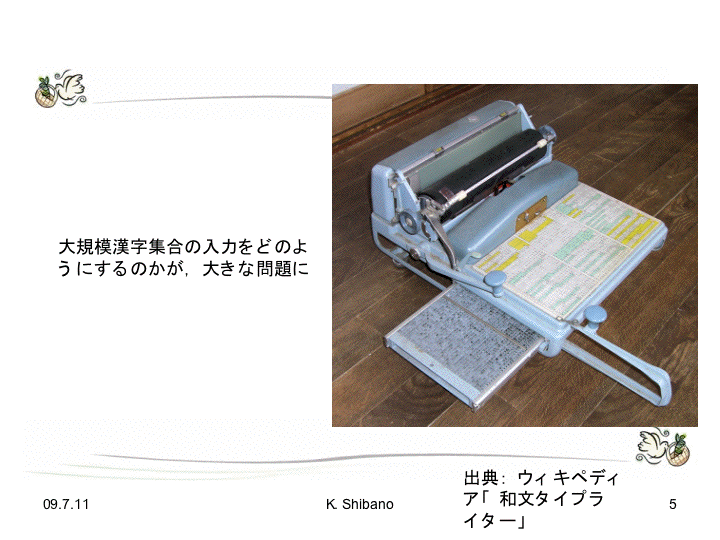 大規模漢字集合の入力をどのよ
うにするのかが，大きな問題に
出典：ウィキペディ
ア「和文タイプラ
イター」
09.7.11
K. Shibano
5